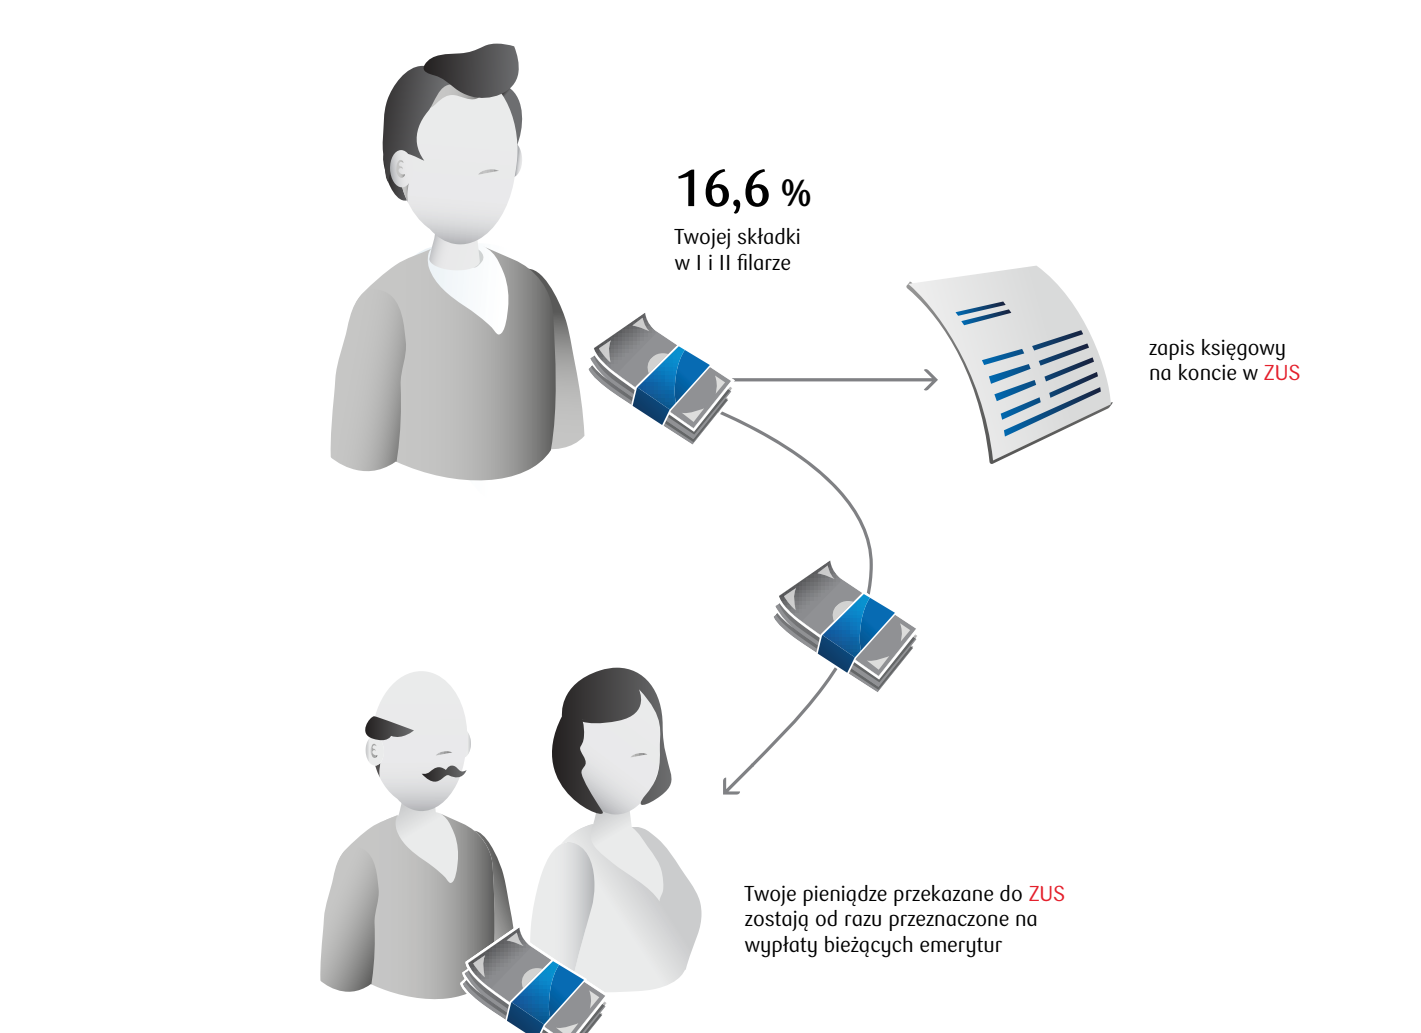 16,6 %
Twojej składki
w I i II filarze
zapis księgowy
na koncie w ZUS
Twoje pieniądze przekazane do ZUS
zostają od razu przeznaczone na
wypłaty bieżących emerytur